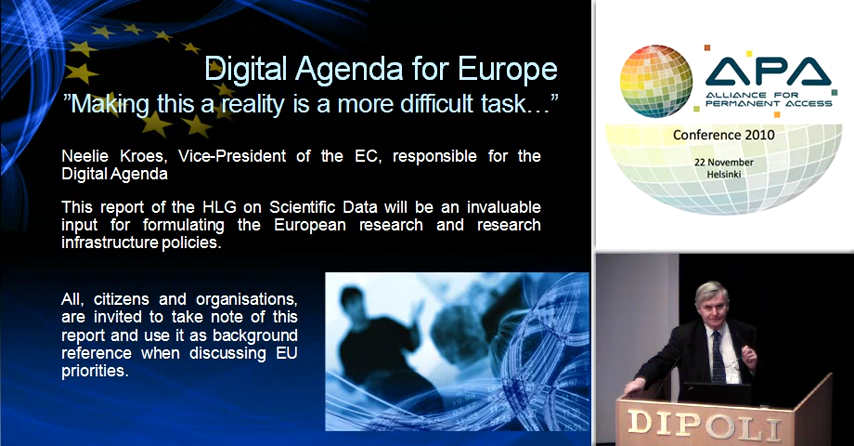 Digital Agenda for Europe
”Making this a reality is a more difficult task…”
Neelie Kroes, Vice-President of the EC, responsible for the
Digital Agenda
This report of the HLG on Scientific Data will be an invaluable
input for formulating the European research and research
infrastructure policies.
All, citizens and organisations,
are invited to take note of this
report and use it as background
reference when discussing EU
priorities.
APA
ALLIANCE FOR
PERMANENT ACCESS
Conference 2010
22 November
Helsinki
DIPOLI